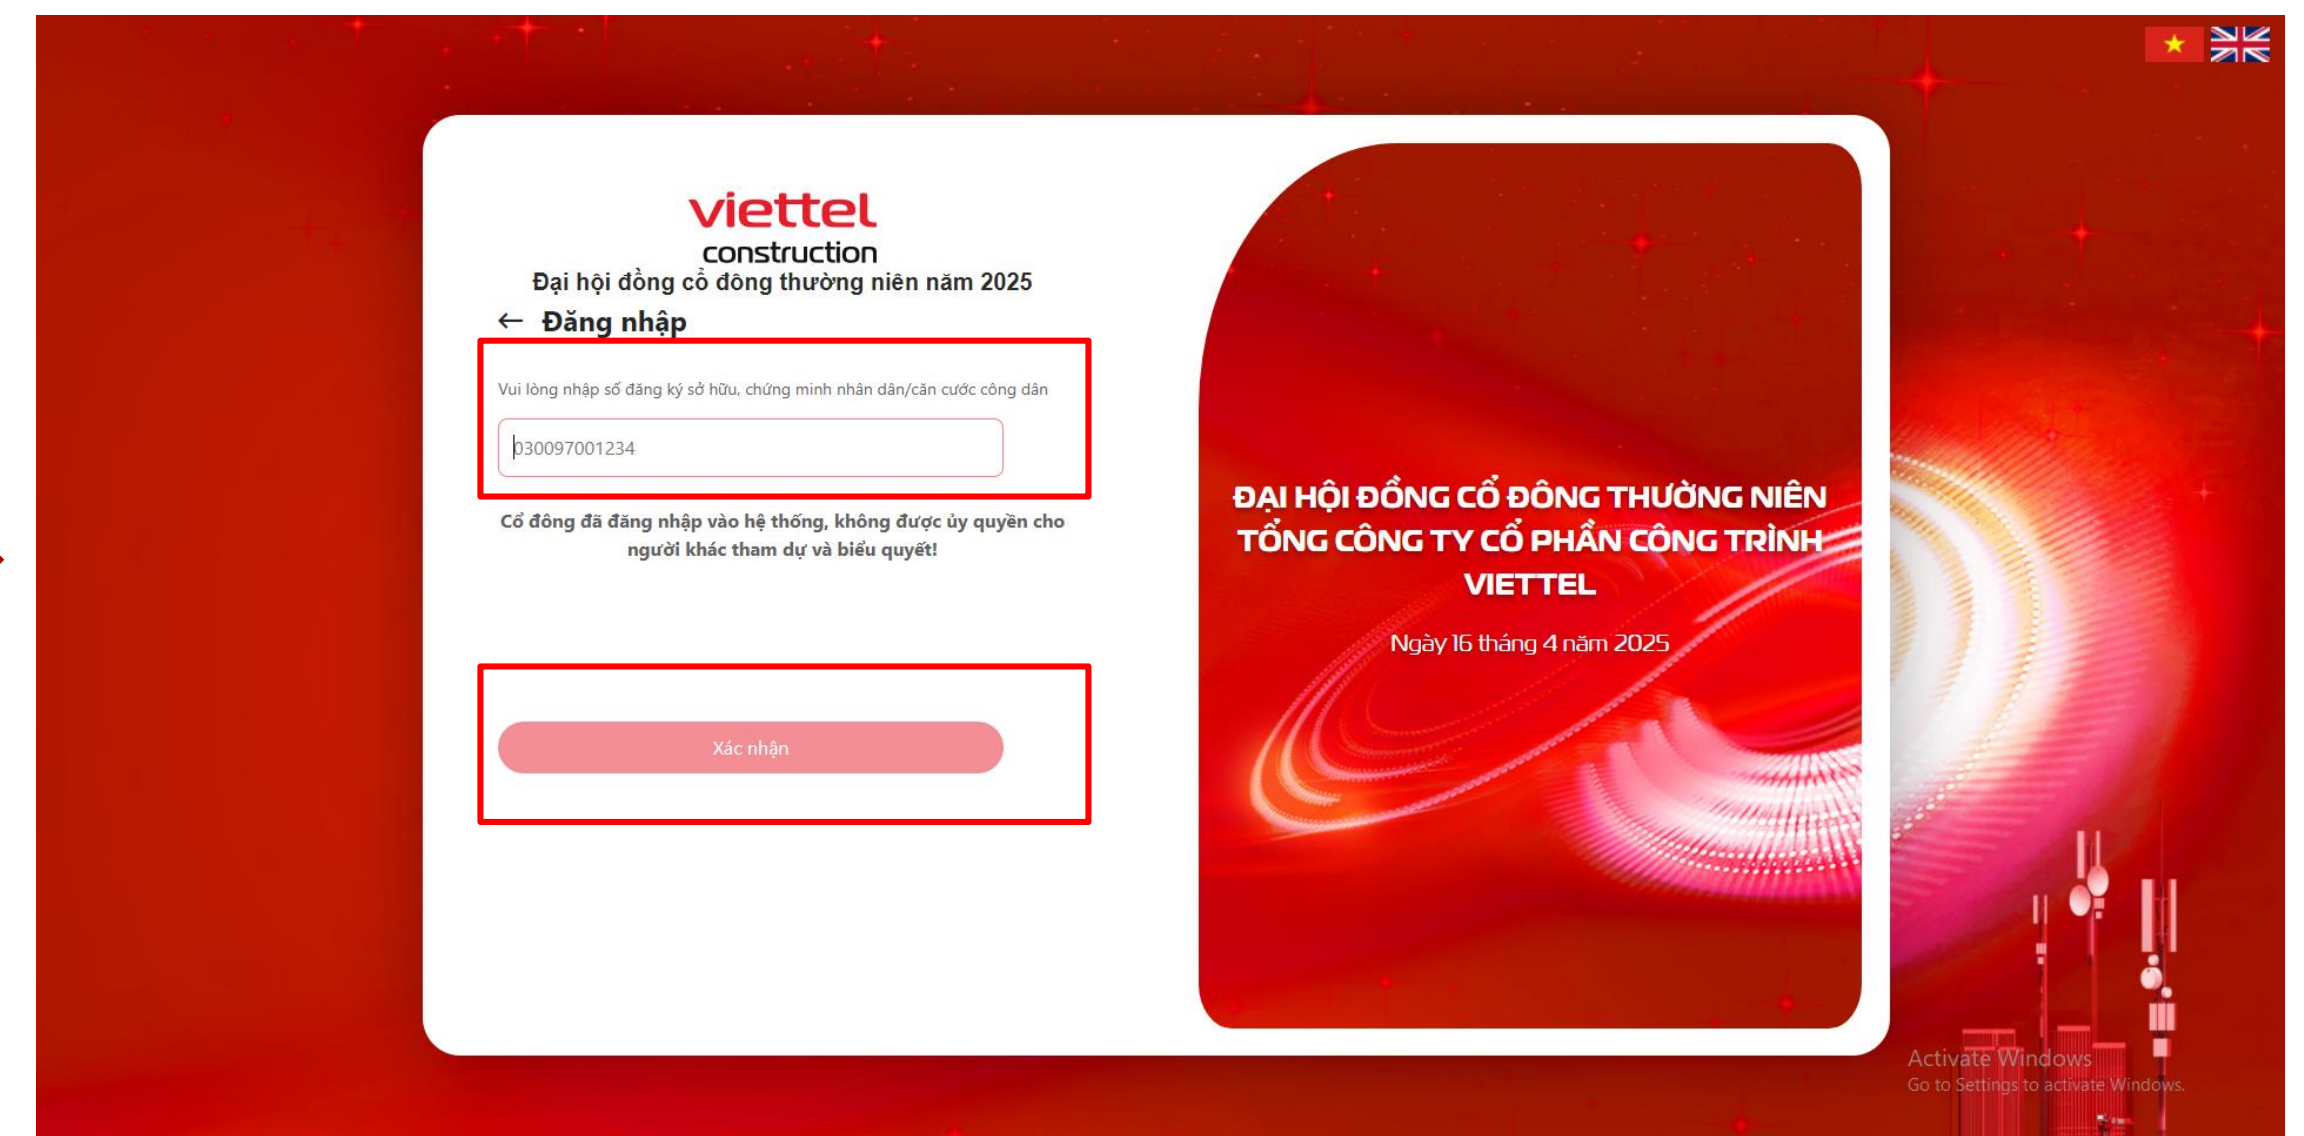 viettel
construction
Đại hội đồng cổ đông thường niên năm 2025
← Đăng nhập
Vui lòng nhập số đăng ký sở hữu, chứng minh nhân dân/căn cước công dân
030097001234
Cổ đông đã đăng nhập vào hệ thống, không được ủy quyền cho
người khác tham dự và biểu quyết!
Xác nhận
ĐẠI HỘI ĐỒNG CỔ ĐÔNG THƯỜNG NIÊN
TỔNG CÔNG TY CỔ PHẦN CÔNG TRÌNH
VIETTEL
Ngày 16 tháng 4 năm 2025
Activate Windows
Go to Settings to activate Windows.